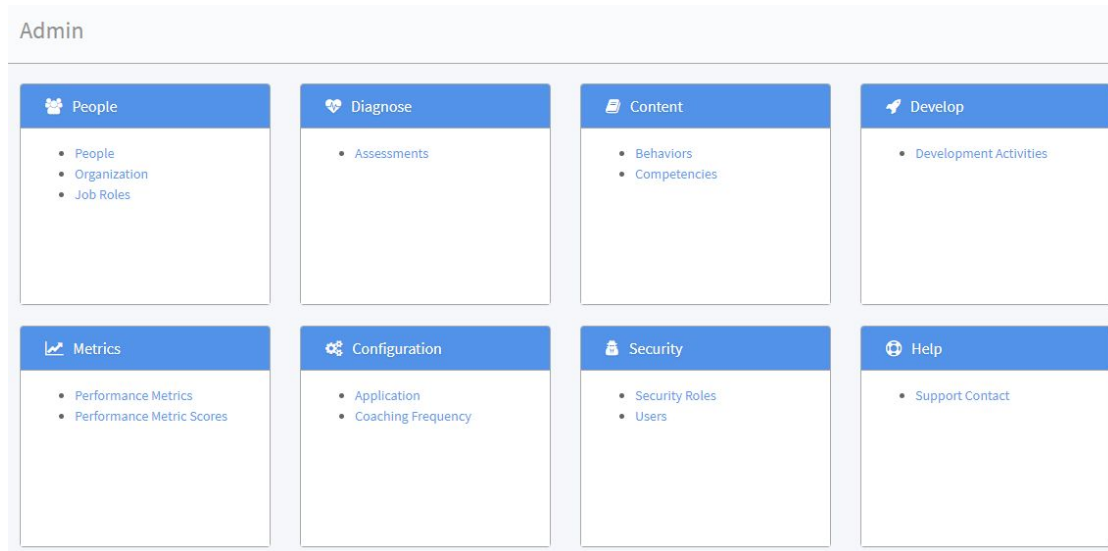 Admin
People
• People
• Organization
• Job Roles
Diagnose
• Assessments
Content
• Behaviors
• Competencies
Develop
• Development Activities
Metrics
• Performance Metrics
• Performance Metric Scores
Configuration
• Application
• Coaching Frequency
Security
• Security Roles
• Users
Help
• Support Contact